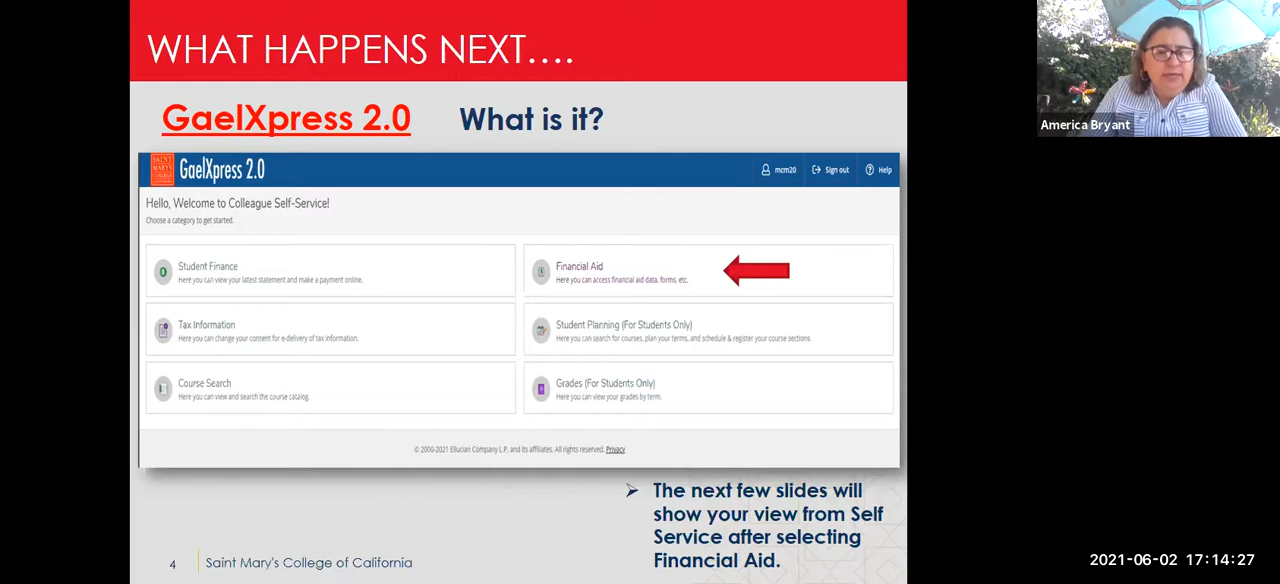 WHAT HAPPENS NEXT....
GaelXpress 2.0 What is it?
SAINT MARY'S COLLEGE
GaelXpress 2.0
mcm20
Sign out
Help
Hello, Welcome to Colleague Self-Service!
Choose a category to get started.
Student Finance
Here you can view your latest statement and make a payment online.
Financial Aid
Here you can access financial aid data, forms, etc.
Tax Information
Here you can change your consent for e-delivery of tax information.
Student Planning (For Students Only)
Here you can search for courses, plan your terms, and schedule & register your course sections.
Course Search
Here you can view and search the course catalog.
Grades (For Students Only)
Here you can view your grades by term.
© 2000-2021 Ellucian Company L.P. and its affiliates. All rights reserved. Privacy
The next few slides will
show your view from Self
Service after selecting
Financial Aid.
4
Saint Mary's College of California
America Bryant
2021-06-02 17:14:27